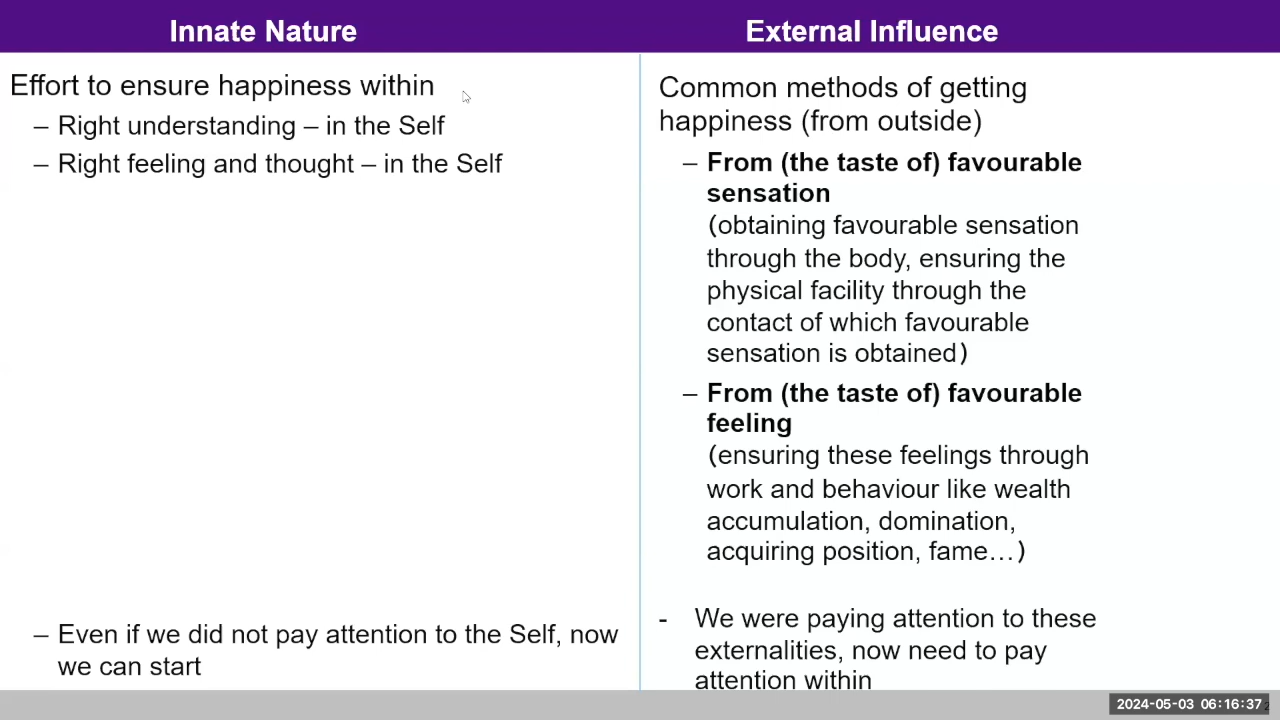 Innate Nature
Effort to ensure happiness within
– Right understanding – in the Self
– Right feeling and thought – in the Self
– Even if we did not pay attention to the Self, now
we can start
External Influence
Common methods of getting
happiness (from outside)
– From (the taste of) favourable
sensation
(obtaining favourable sensation
through the body, ensuring the
physical facility through the
contact of which favourable
sensation is obtained)
– From (the taste of) favourable
feeling
(ensuring these feelings through
work and behaviour like wealth
accumulation, domination,
acquiring position, fame…)
- We were paying attention to these
externalities, now need to pay
attention within
2024-05-03 06:16:37